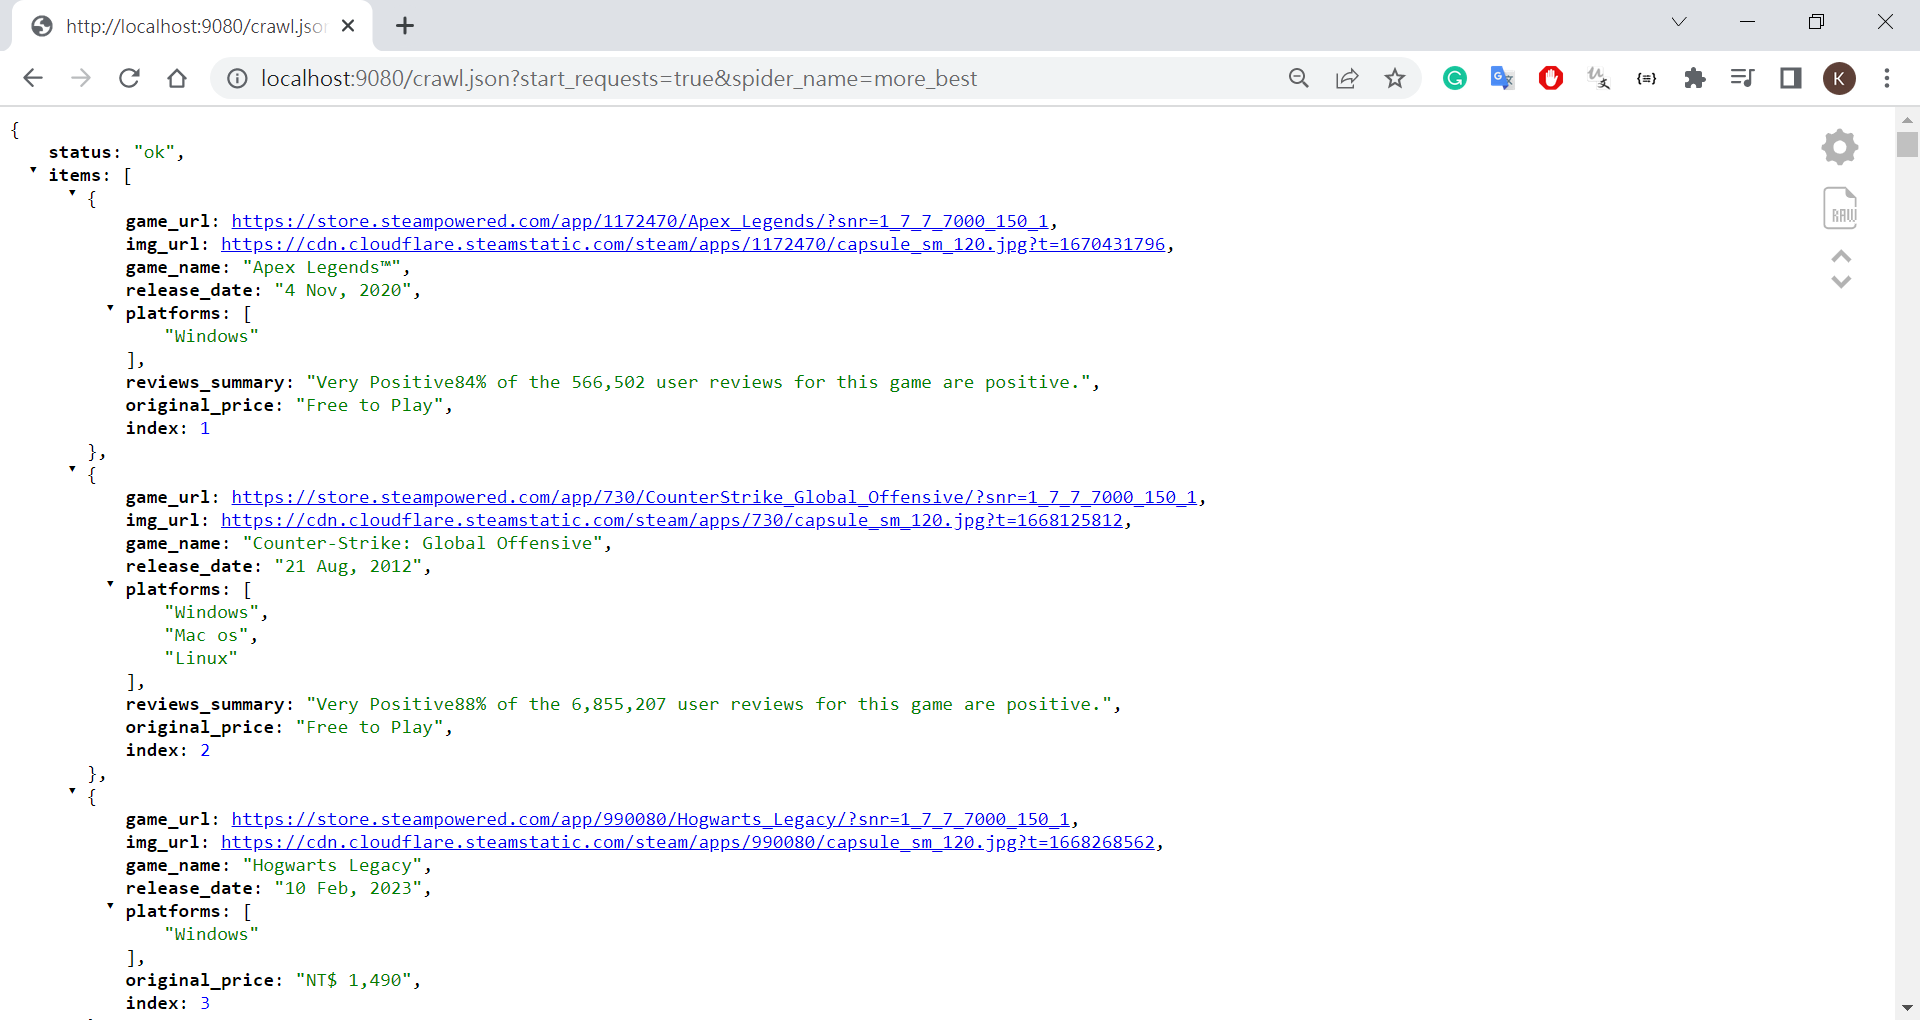 http://localhost:9080/crawl.jso
localhost:9080/crawl.json?start_requests=true&spider_name=more_best
K
{
status: "ok",
items: [
{
game_url: https://store.steampowered.com/app/1172470/Apex_Legends/?snr=1_7_7_7000_150_1,
img_url: https://cdn.cloudflare.steamstatic.com/steam/apps/1172470/capsule_sm_120.jpg?t=1670431796,
game_name: "Apex Legends™",
release_date: "4 Nov, 2020",
platforms: [
"Windows"
],
reviews_summary: "Very Positive84% of the 566,502 user reviews for this game are positive.",
original_price: "Free to Play",
index: 1
},
{
game_url: https://store.steampowered.com/app/730/CounterStrike_Global_Offensive/?snr=1_7_7_7000_150_1,
img_url: https://cdn.cloudflare.steamstatic.com/steam/apps/730/capsule_sm_120.jpg?t=1668125812,
game_name: "Counter-Strike: Global Offensive",
release_date: "21 Aug, 2012",
platforms: [
"Windows",
"Mac os",
"Linux"
],
reviews_summary: "Very Positive88% of the 6,855,207 user reviews for this game are positive.",
original_price: "Free to Play",
index: 2
},
{
game_url: https://store.steampowered.com/app/990080/Hogwarts_Legacy/?snr=1_7_7_7000_150_1,
img_url: https://cdn.cloudflare.steamstatic.com/steam/apps/990080/capsule_sm_120.jpg?t=1668268562,
game_name: "Hogwarts Legacy",
release_date: "10 Feb, 2023",
platforms: [
"Windows"
],
original_price: "NT$ 1,490",
index: 3
RAW